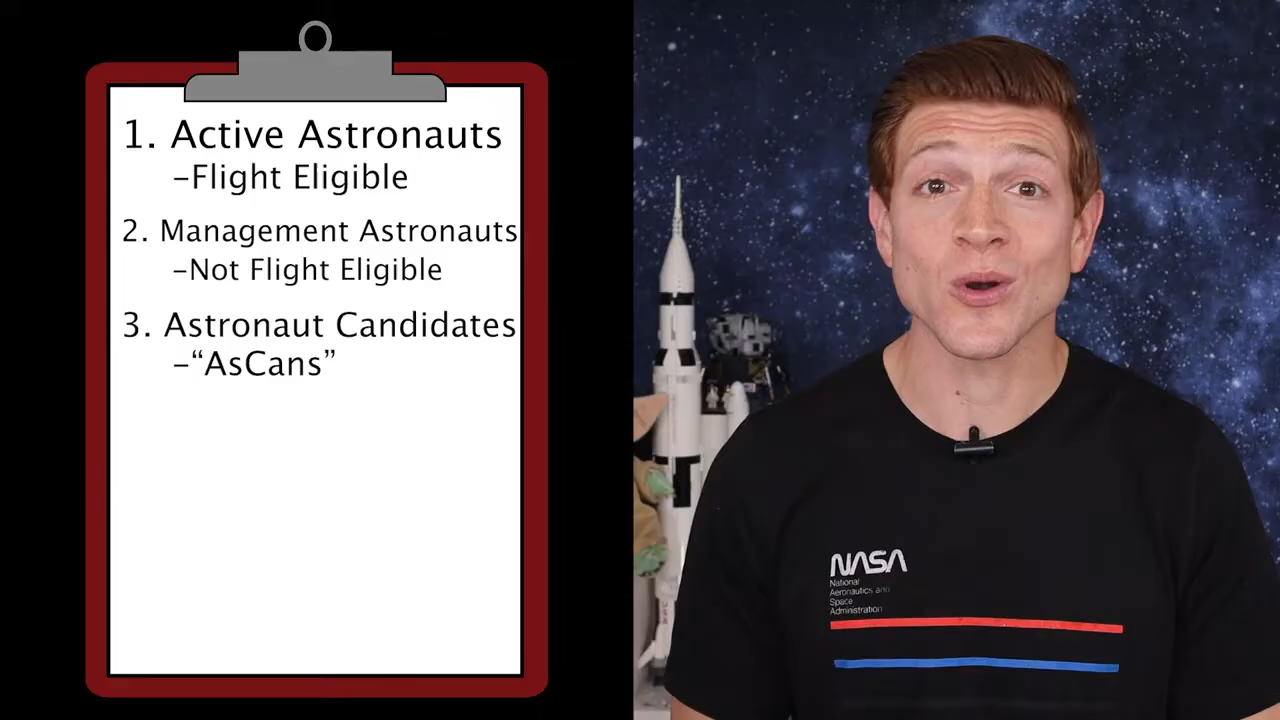 1. Active Astronauts
-Flight Eligible
2. Management Astronauts
-Not Flight Eligible
3. Astronaut Candidates
-“AsCans”
NASA
National
Aeronautics and
Space
Administration